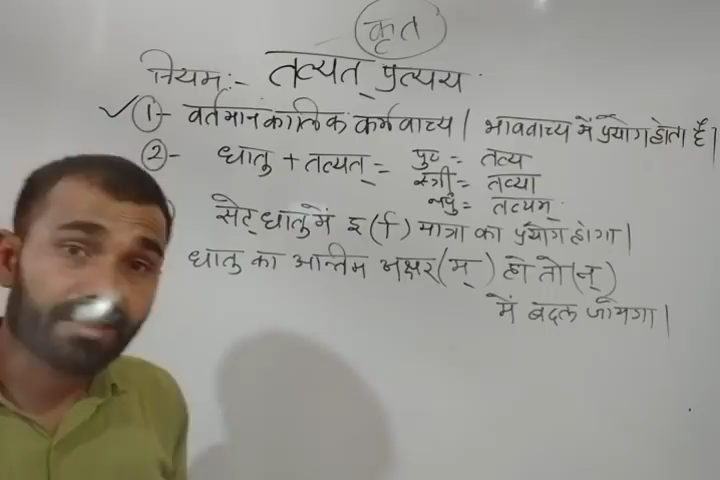 कृत
नियम:- तव्यत् प्रत्यय
✓ ①- वर्तमानकालिक कर्मवाच्य / भाववाच्य में प्रयोग होता है।
②- धातु + तव्यत् = पु० = तव्य
स्त्री = तव्या
नपु = तव्यम्
सेट् धातु में इ (ि) मात्रा का प्रयोग होगा।
धातु का अन्तिम अक्षर (म्) हो तो (न्)
में बदल जायेगा।